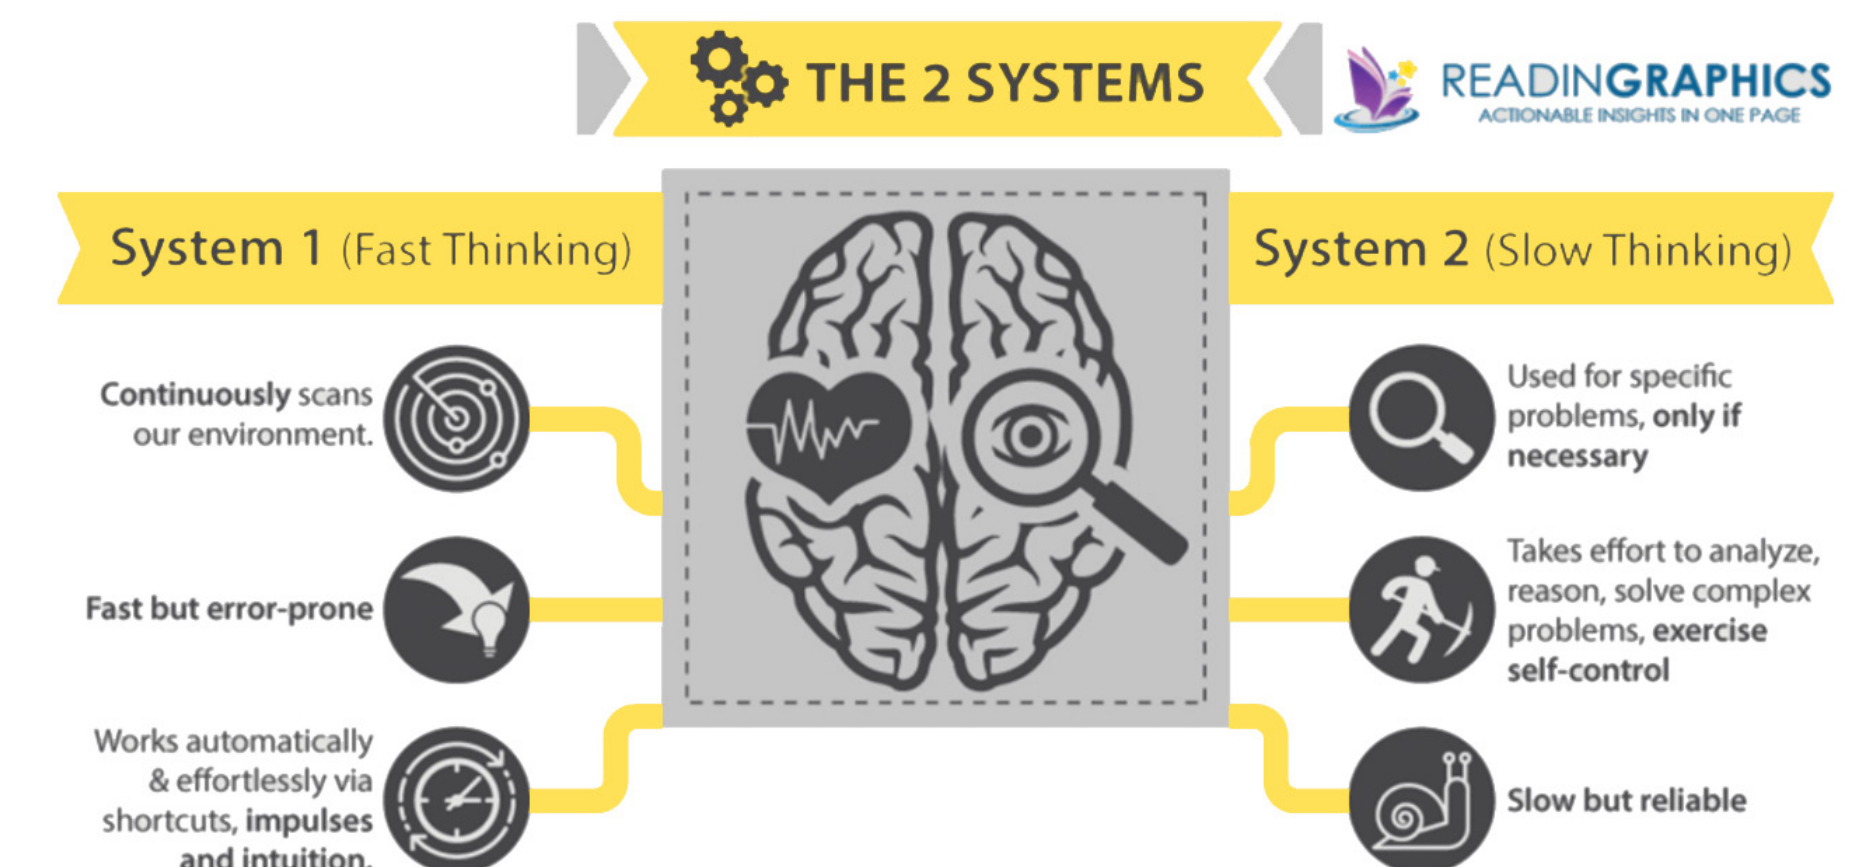 THE 2 SYSTEMS
READINGRAPHICS
ACTIONABLE INSIGHTS IN ONE PAGE
System 1 (Fast Thinking)
Continuously scans
our environment.
Fast but error-prone
Works automatically
& effortlessly via
shortcuts, impulses
and intuition.
System 2 (Slow Thinking)
Used for specific
problems, only if
necessary
Takes effort to analyze,
reason, solve complex
problems, exercise
self-control
Slow but reliable